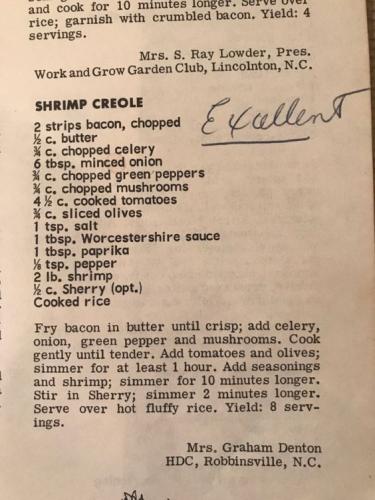 and cook for 10 minutes longer. Serve over
rice; garnish with crumbled bacon. Yield: 4
servings.
Mrs. S. Ray Lowder, Pres.
Work and Grow Garden Club, Lincolnton, N.C.
SHRIMP CREOLE
Excellent
2 strips bacon, chopped
½ c. butter
¾ c. chopped celery
6 tbsp. minced onion
¾ c. chopped green peppers
¾ c. chopped mushrooms
4½ c. cooked tomatoes
¾ c. sliced olives
1 tsp. salt
1 tbsp. Worcestershire sauce
1 tbsp. paprika
⅛ tsp. pepper
2 lb. shrimp
½ c. Sherry (opt.)
Cooked rice
Fry bacon in butter until crisp; add celery,
onion, green pepper and mushrooms. Cook
gently until tender. Add tomatoes and olives;
simmer for at least 1 hour. Add seasonings
and shrimp; simmer for 10 minutes longer.
Stir in Sherry; simmer 2 minutes longer.
Serve over hot fluffy rice. Yield: 8 serv-
ings.
Mrs. Graham Denton
HDC, Robbinsville, N.C.